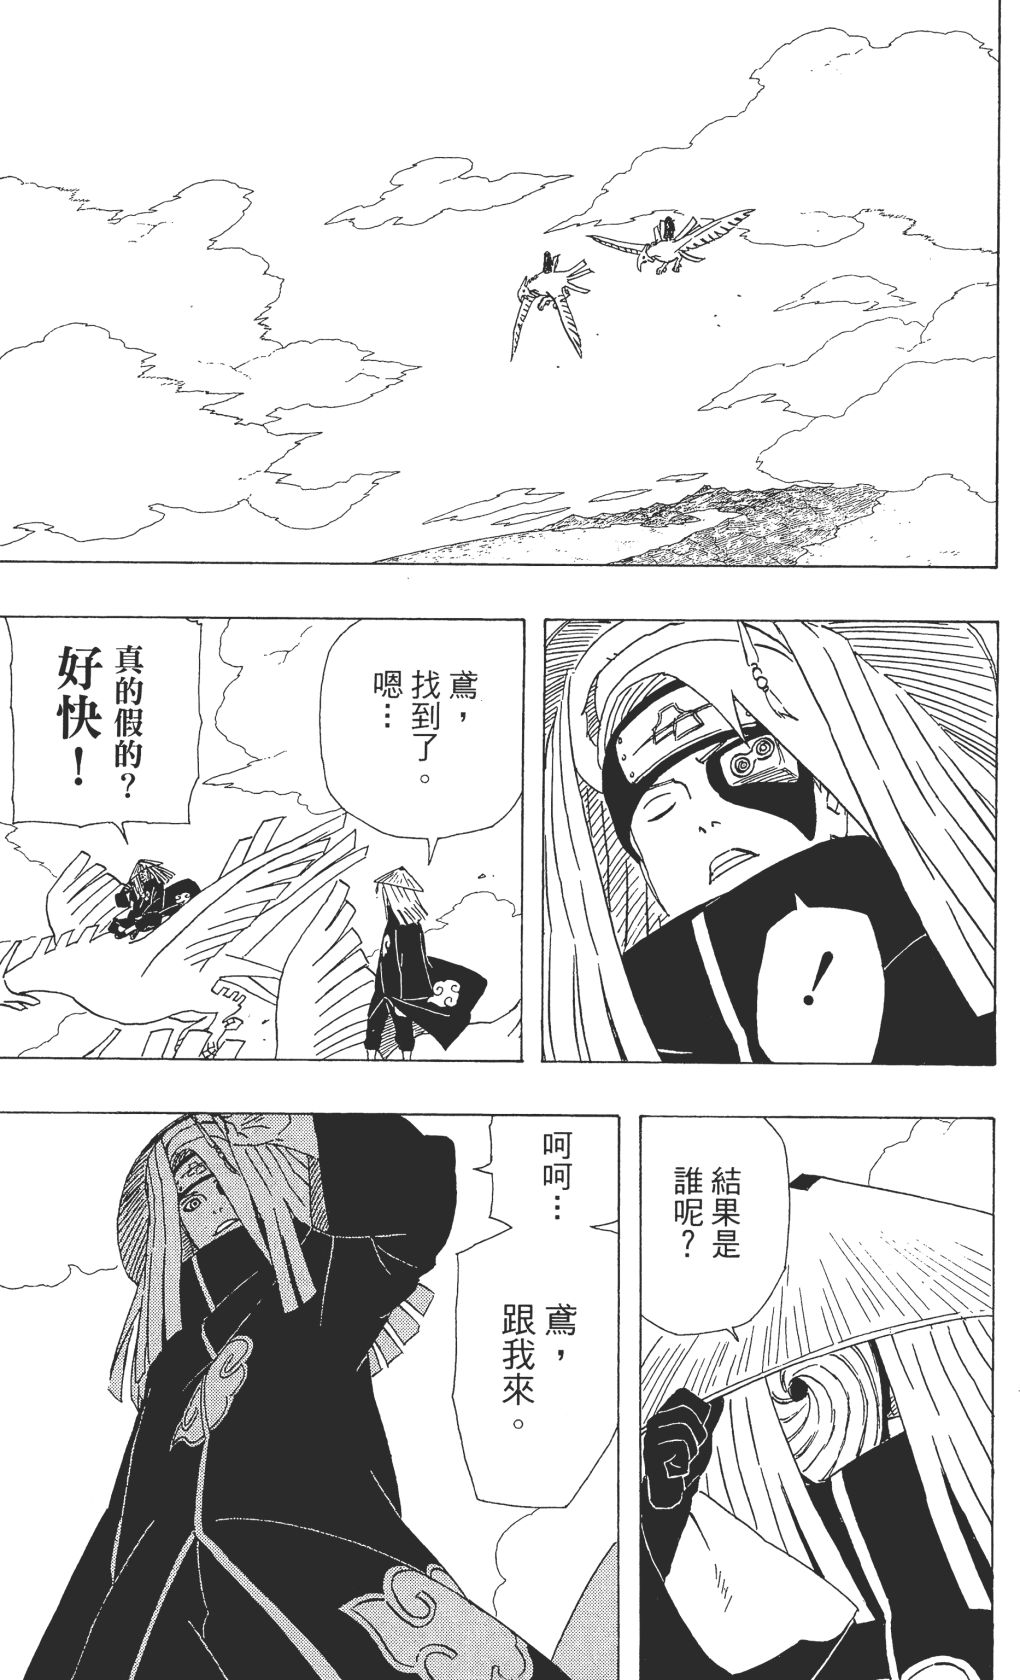 ！
鳶，
找到了。
嗯…
真的假的？
好快！
結果是
誰呢？
呵呵…
鳶，
跟我來。